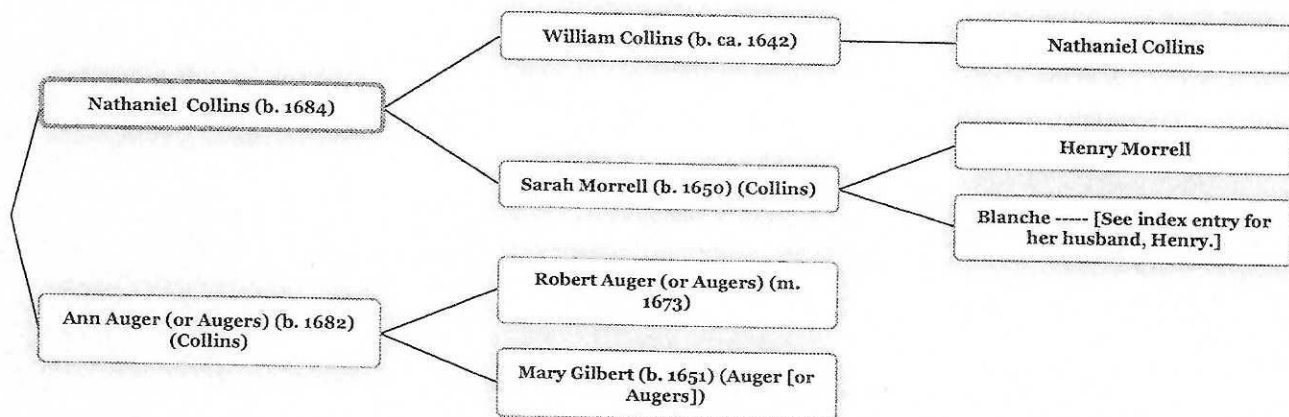 William Collins (b. ca. 1642)
Nathaniel Collins
Nathaniel Collins (b. 1684)
Henry Morrell
Sarah Morrell (b. 1650) (Collins)
Blanche ----- [See index entry for
her husband, Henry.]
Robert Auger (or Augers) (m.
1673)
Ann Auger (or Augers) (b. 1682)
(Collins)
Mary Gilbert (b. 1651) (Auger [or
Augers])